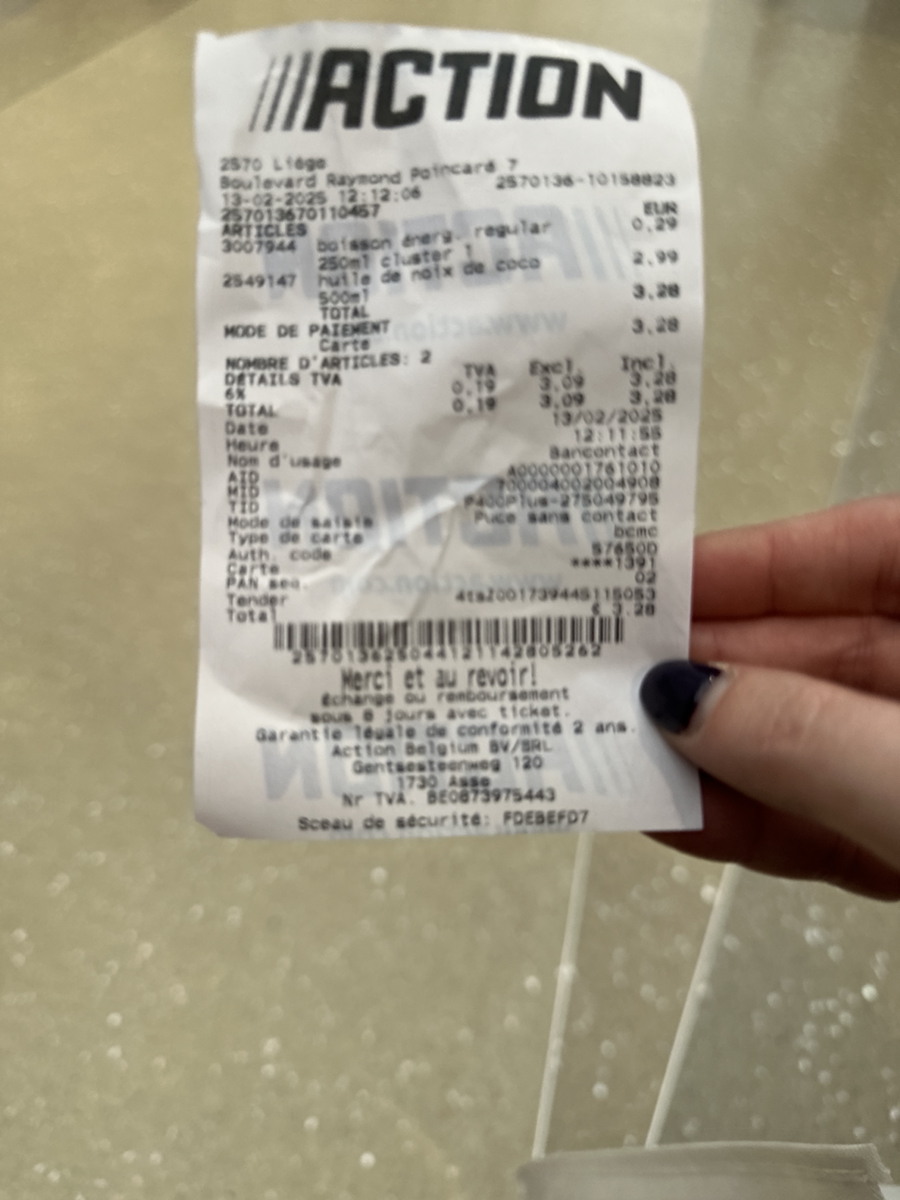 ACTION
2570 Liège
Boulevard Raymond Poincaré 7
13-02-2025 12:12:06 2570136-10158823
257013670110457
ARTICLES EUR
3007944 boisson énerg. regular 0,29
250ml cluster 1
2549147 huile de noix de coco 2,99
500ml
TOTAL 3,28
MODE DE PAIEMENT
Carte 3,28
NOMBRE D'ARTICLES: 2
DÉTAILS TVA TVA Excl. Incl.
6% 0,19 3,09 3,28
TOTAL 0,19 3,09 3,28
Date 13/02/2025
Heure 12:11:55
Nom d'usage Bancontact
AID A0000001761010
MID 700004002004908
TID P400Plus-275049795
Mode de saisie Puce sans contact
Type de carte bcmc
Auth. code 57650D
Carte ****1391
PAN seq. 02
Tender 4tsZ001739445115053
Total € 3.28
257013625044121142805262
Merci et au revoir!
Échange ou remboursement
sous 8 jours avec ticket.
Garantie légale de conformité 2 ans.
Action Belgium BV/SRL
Gentsesteenweg 120
1730 Asse
Nr TVA. BE0873975443
Sceau de sécurité: FDEBEFD7